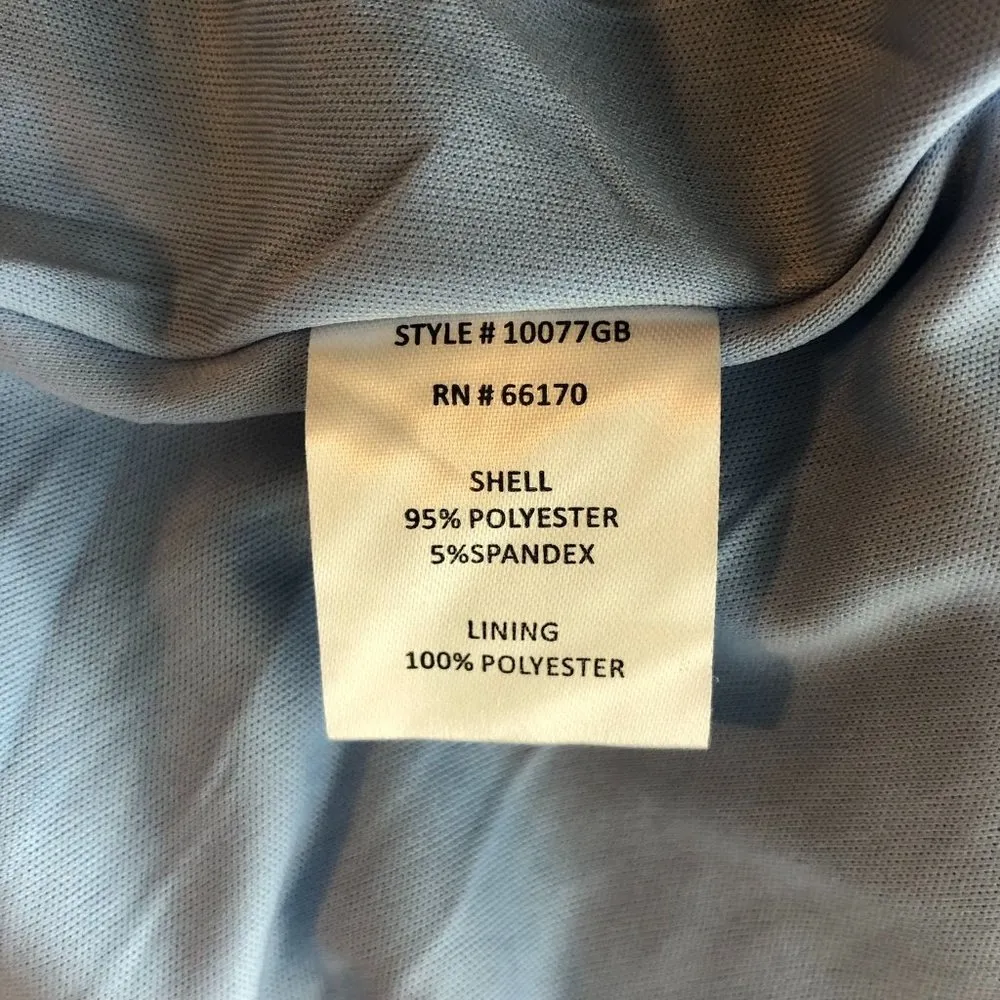 STYLE # 10077GB
RN # 66170
SHELL
95% POLYESTER
5%SPANDEX
LINING
100% POLYESTER